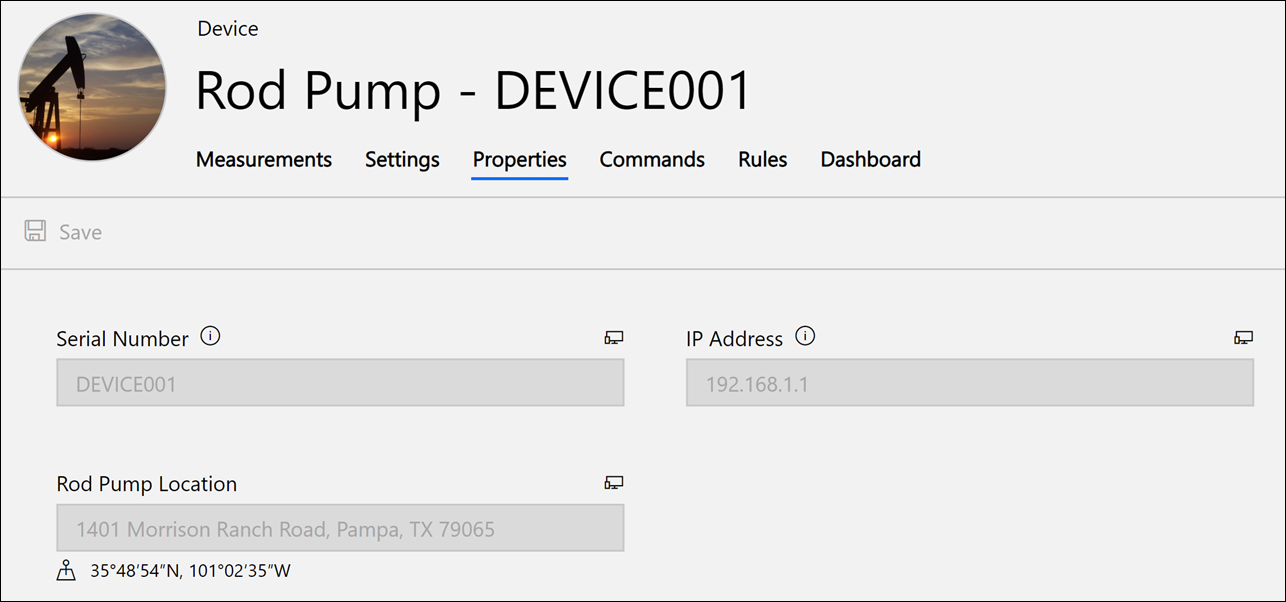 Device
Rod Pump - DEVICE001
Measurements Settings Properties Commands Rules Dashboard
Save
Serial Number IP Address
DEVICE001 192.168.1.1
Rod Pump Location
1401 Morrison Ranch Road, Pampa, TX 79065
35°48’54”N, 101°02’35”W